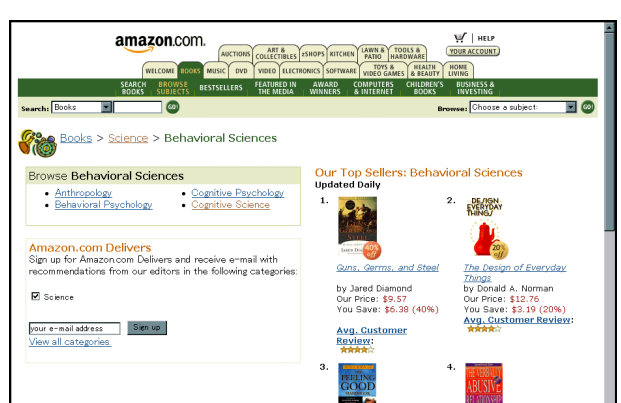 amazon.com.
HELP
YOUR ACCOUNT
AUCTIONS
ART & COLLECTIBLES
zSHOPS
KITCHEN
LAWN & PATIO
TOOLS & HARDWARE
WELCOME
BOOKS
MUSIC
DVD
VIDEO
ELECTRONICS
SOFTWARE
TOYS & VIDEO GAMES
HEALTH & BEAUTY
HOME LIVING
SEARCH BOOKS
BROWSE SUBJECTS
BESTSELLERS
FEATURED IN THE MEDIA
AWARD WINNERS
COMPUTERS & INTERNET
CHILDREN'S BOOKS
BUSINESS & INVESTING
Search: Books GO!
Browse: Choose a subject: GO!
Books > Science > Behavioral Sciences
Browse Behavioral Sciences
• Anthropology
• Behavioral Psychology
• Cognitive Psychology
• Cognitive Science
Amazon.com Delivers
Sign up for Amazon.com Delivers and receive e-mail with
recommendations from our editors in the following categories:
Science
your e-mail address Sign up
View all categories.
Our Top Sellers: Behavioral Sciences
Updated Daily
1.
40% off
Guns, Germs, and Steel
by Jared Diamond
Our Price: $9.57
You Save: $6.38 (40%)
Avg. Customer
Review:
2.
DESIGN
EVERYDAY
THINGS
20% off
The Design of Everyday
Things
by Donald A. Norman
Our Price: $12.76
You Save: $3.19 (20%)
Avg. Customer Review:
3.
FEELING
GOOD
HANDBOOK
4.
THE VERBALLY
ABUSIVE
RELATIONSHIP